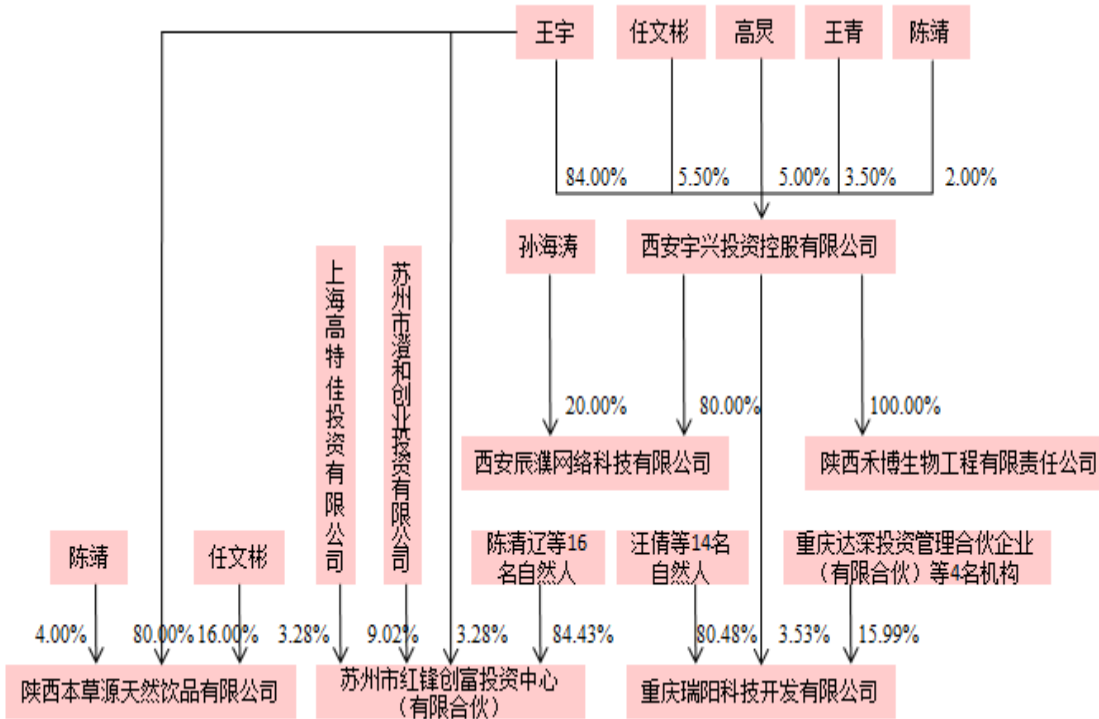 王宇
任文彬
高炅
王青
陈靖
84.00%
5.50%
5.00%
3.50%
2.00%
孙海涛
西安宇兴投资控股有限公司
上海高特佳投资有限公司
苏州市澄和创业投资有限公司
20.00%
80.00%
100.00%
西安辰濮网络科技有限公司
陕西禾博生物工程有限责任公司
陈靖
任文彬
陈清辽等16
名自然人
汪倩等14名
自然人
重庆达深投资管理合伙企业
（有限合伙）等4名机构
4.00%
80.00%
16.00%
3.28%
9.02%
3.28%
84.43%
80.48%
3.53%
15.99%
陕西本草源天然饮品有限公司
苏州市红锋创富投资中心
（有限合伙）
重庆瑞阳科技开发有限公司